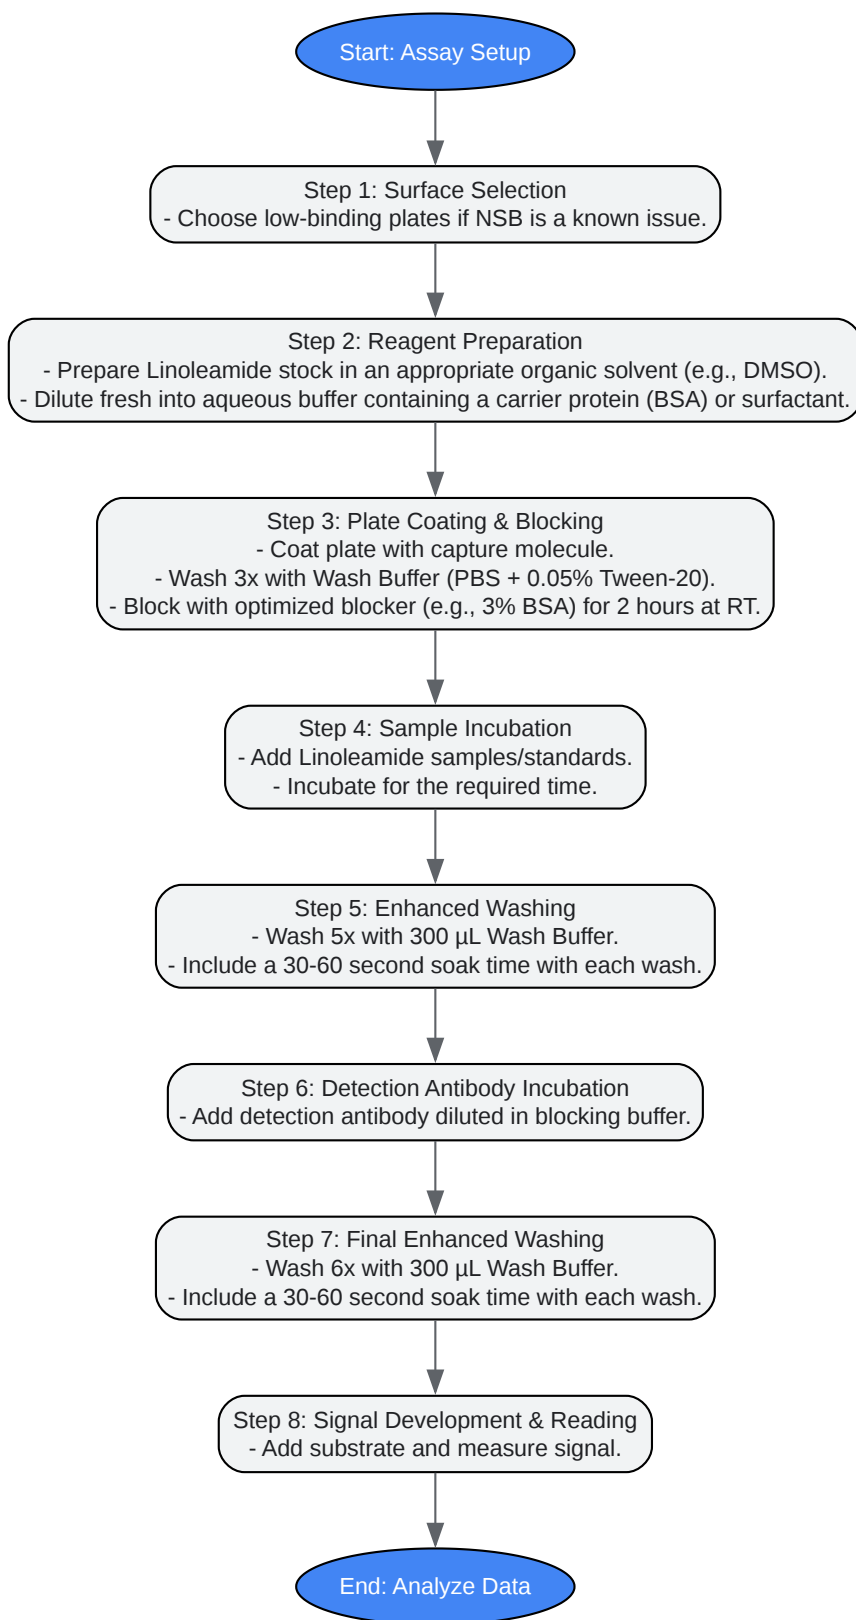 Start: Assay Setup
Step 1: Surface Selection
- Choose low-binding plates if NSB is a known issue.
Step 2: Reagent Preparation
- Prepare Linoleamide stock in an appropriate organic solvent (e.g., DMSO).
- Dilute fresh into aqueous buffer containing a carrier protein (BSA) or surfactant.
Step 3: Plate Coating & Blocking
- Coat plate with capture molecule.
- Wash 3x with Wash Buffer (PBS + 0.05% Tween-20).
- Block with optimized blocker (e.g., 3% BSA) for 2 hours at RT.
Step 4: Sample Incubation
- Add Linoleamide samples/standards.
- Incubate for the required time.
Step 5: Enhanced Washing
- Wash 5x with 300 µL Wash Buffer.
- Include a 30-60 second soak time with each wash.
Step 6: Detection Antibody Incubation
- Add detection antibody diluted in blocking buffer.
Step 7: Final Enhanced Washing
- Wash 6x with 300 µL Wash Buffer.
- Include a 30-60 second soak time with each wash.
Step 8: Signal Development & Reading
- Add substrate and measure signal.
End: Analyze Data